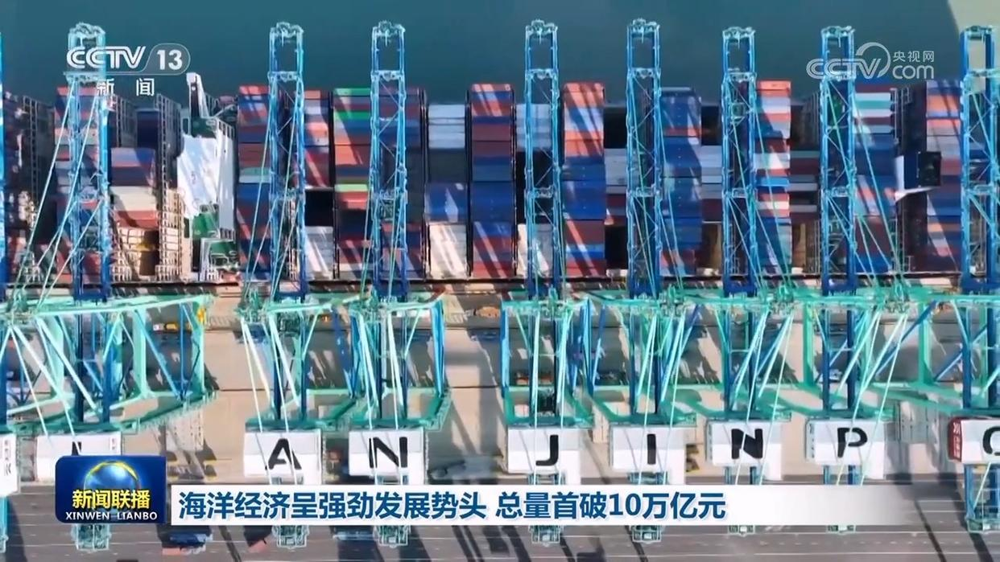 CCTV 13
新闻
CCTV 央视网
com
A N J I N P
新闻联播
XINWEN LIANBO
海洋经济呈强劲发展势头 总量首破10万亿元